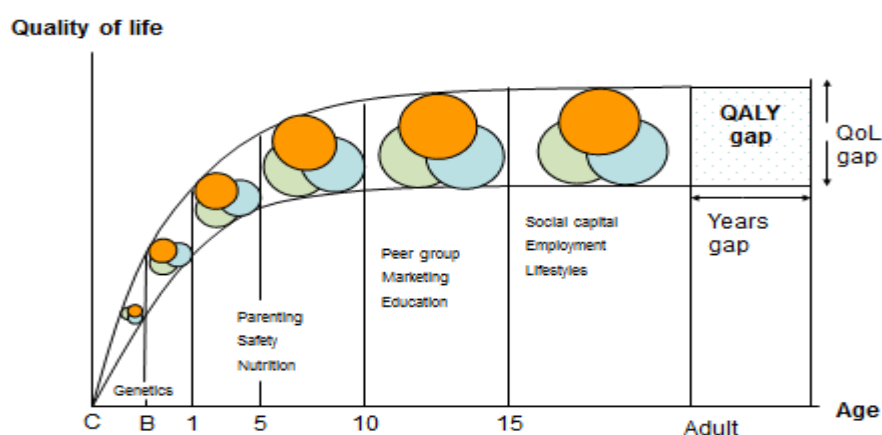 Quality of life
QALY
gap
QoL
gap
Years
gap
Social capital
Employment
Lifestyles
Peer group
Marketing
Education
Parenting
Safety
Nutrition
Genetics
C B 1 5 10 15 Adult
Age